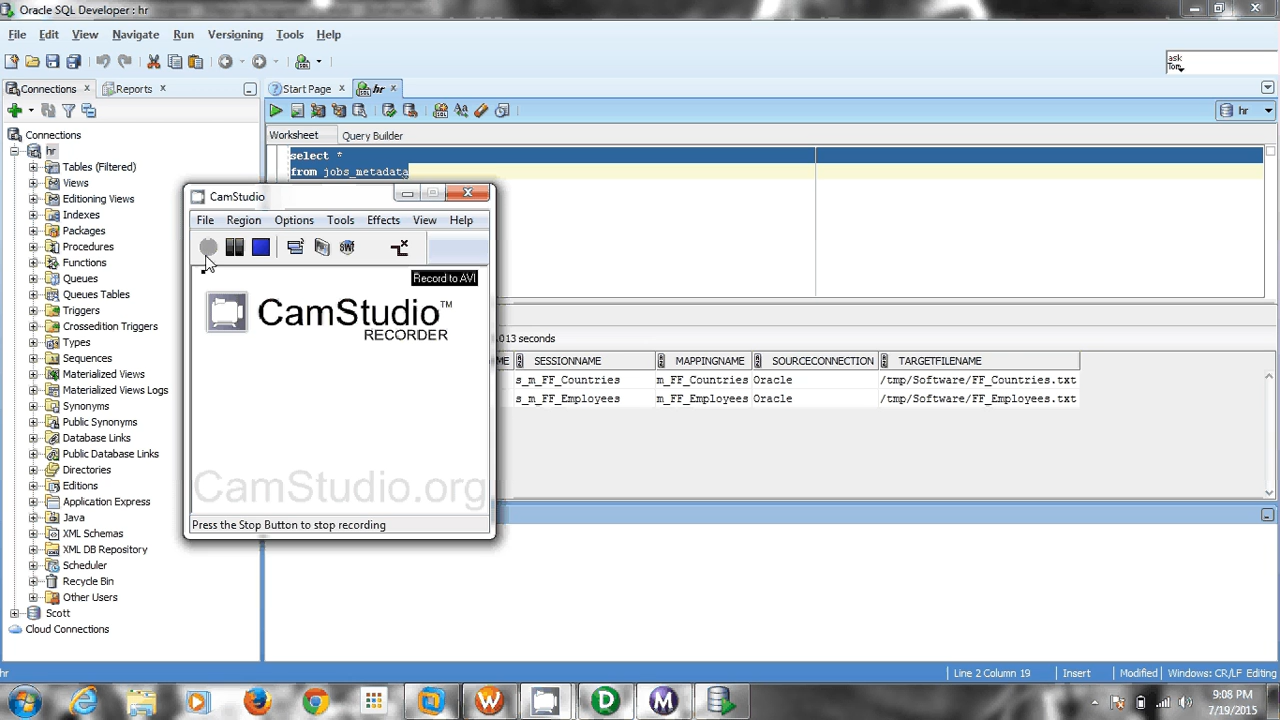 Oracle SQL Developer : hr
File Edit View Navigate Run Versioning Tools Help
ask
Connections Reports Start Page hr
hr
Worksheet Query Builder
Connections
hr
Tables (Filtered)
Views
Editioning Views
Indexes
Packages
Procedures
Functions
Queues
Queues Tables
Triggers
Crossedition Triggers
Types
Sequences
Materialized Views
Materialized Views Logs
Synonyms
Public Synonyms
Database Links
Public Database Links
Directories
Editions
Application Express
Java
XML Schemas
XML DB Repository
Scheduler
Recycle Bin
Other Users
Scott
Cloud Connections
select *
from jobs_metadata
CamStudio
File Region Options Tools Effects View Help
Record to AVI
CamStudio™
RECORDER
CamStudio.org
Press the Stop Button to stop recording
.013 seconds
ME SESSIONNAME MAPPINGNAME SOURCECONNECTION TARGETFILENAME
s_m_FF_Countries m_FF_Countries Oracle /tmp/Software/FF_Countries.txt
s_m_FF_Employees m_FF_Employees Oracle /tmp/Software/FF_Employees.txt
hr Line 2 Column 19 Insert Modified Windows: CR/LF Editing
9:08 PM
7/19/2015